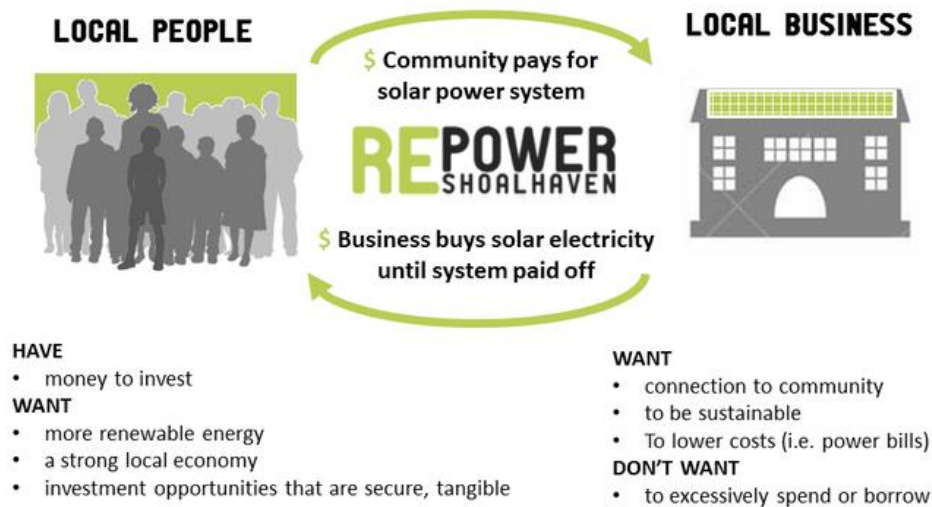 LOCAL PEOPLE
LOCAL BUSINESS
$ Community pays for
solar power system
REPOWER
SHOALHAVEN
$ Business buys solar electricity
until system paid off
HAVE
• money to invest
WANT
• more renewable energy
• a strong local economy
• investment opportunities that are secure, tangible
WANT
• connection to community
• to be sustainable
• To lower costs (i.e. power bills)
DON'T WANT
• to excessively spend or borrow